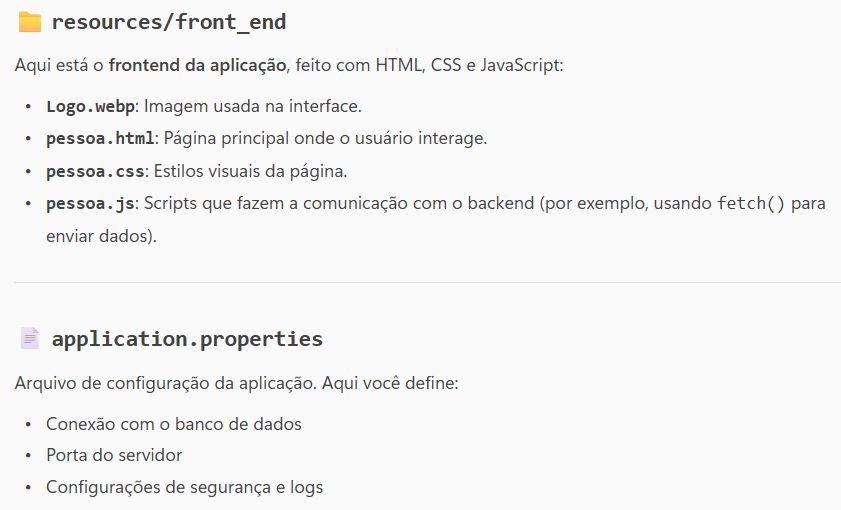 resources/front_end
Aqui está o frontend da aplicação, feito com HTML, CSS e JavaScript:
• Logo.webp: Imagem usada na interface.
• pessoa.html: Página principal onde o usuário interage.
• pessoa.css: Estilos visuais da página.
• pessoa.js: Scripts que fazem a comunicação com o backend (por exemplo, usando fetch() para
enviar dados).
application.properties
Arquivo de configuração da aplicação. Aqui você define:
• Conexão com o banco de dados
• Porta do servidor
• Configurações de segurança e logs